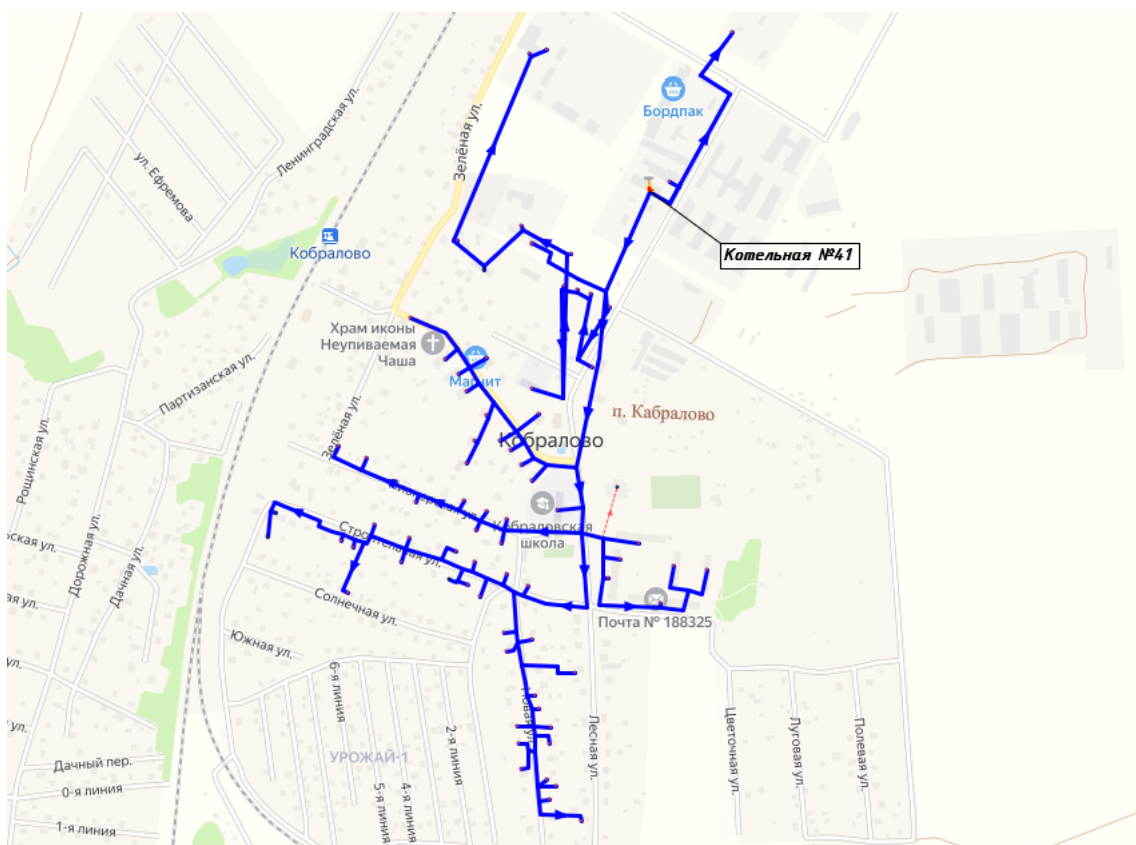 Ленинградская ул.
Бордпак
Зелёная ул.
ул. Ефремова
Кобралово
Котельная №41
Храм иконы
Неупиваемая
Чаша
Магнит
Партизанская ул.
п. Кабралово
Зелёная ул.
Кобралово
Рощинская ул.
Кобраловская
школа
Строительная ул.
Дорожная ул.
Дачная ул.
Солнечная ул.
Почта № 188325
Южная ул.
6-я линия
Новая ул.
Лесная ул.
Цветочная ул.
Луговая ул.
Полевая ул.
2-я линия
УРОЖАЙ-1
Дачный пер.
0-я линия
4-я линия
5-я линия
1-я линия